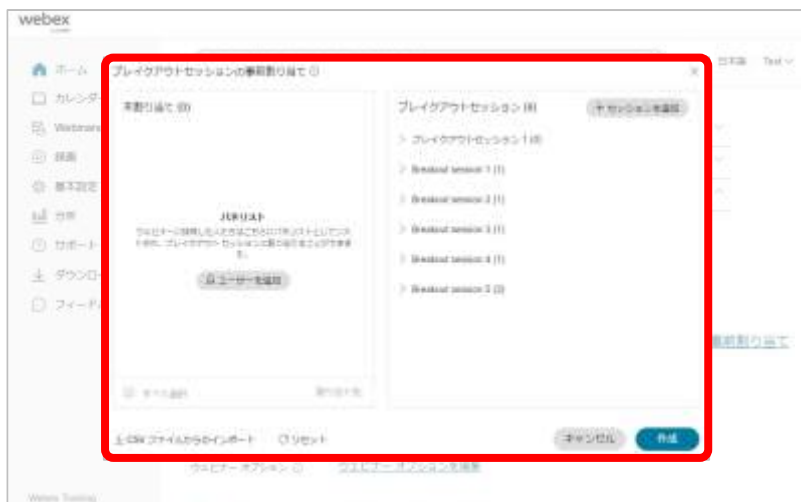 webex
ホーム
カレンダー
Webinars
録画
基本設定
分析
サポート
ダウンロ
フィードバ
日本語
Test
ブレイクアウトセッションの事前割り当て
未割り当て (0)
パネリスト
ユーザーを追加
すべて選択
割り当て先
ブレイクアウトセッション (6)
+ セッションを追加
ブレイクアウトセッション 1 (0)
Breakout session 1 (1)
Breakout session 2 (1)
Breakout session 3 (1)
Breakout session 4 (1)
Breakout session 5 (2)
CSV ファイルからのインポート
リセット
キャンセル
作成
事前割り当て
ウェビナー オプション
ウェビナー オプションを編集